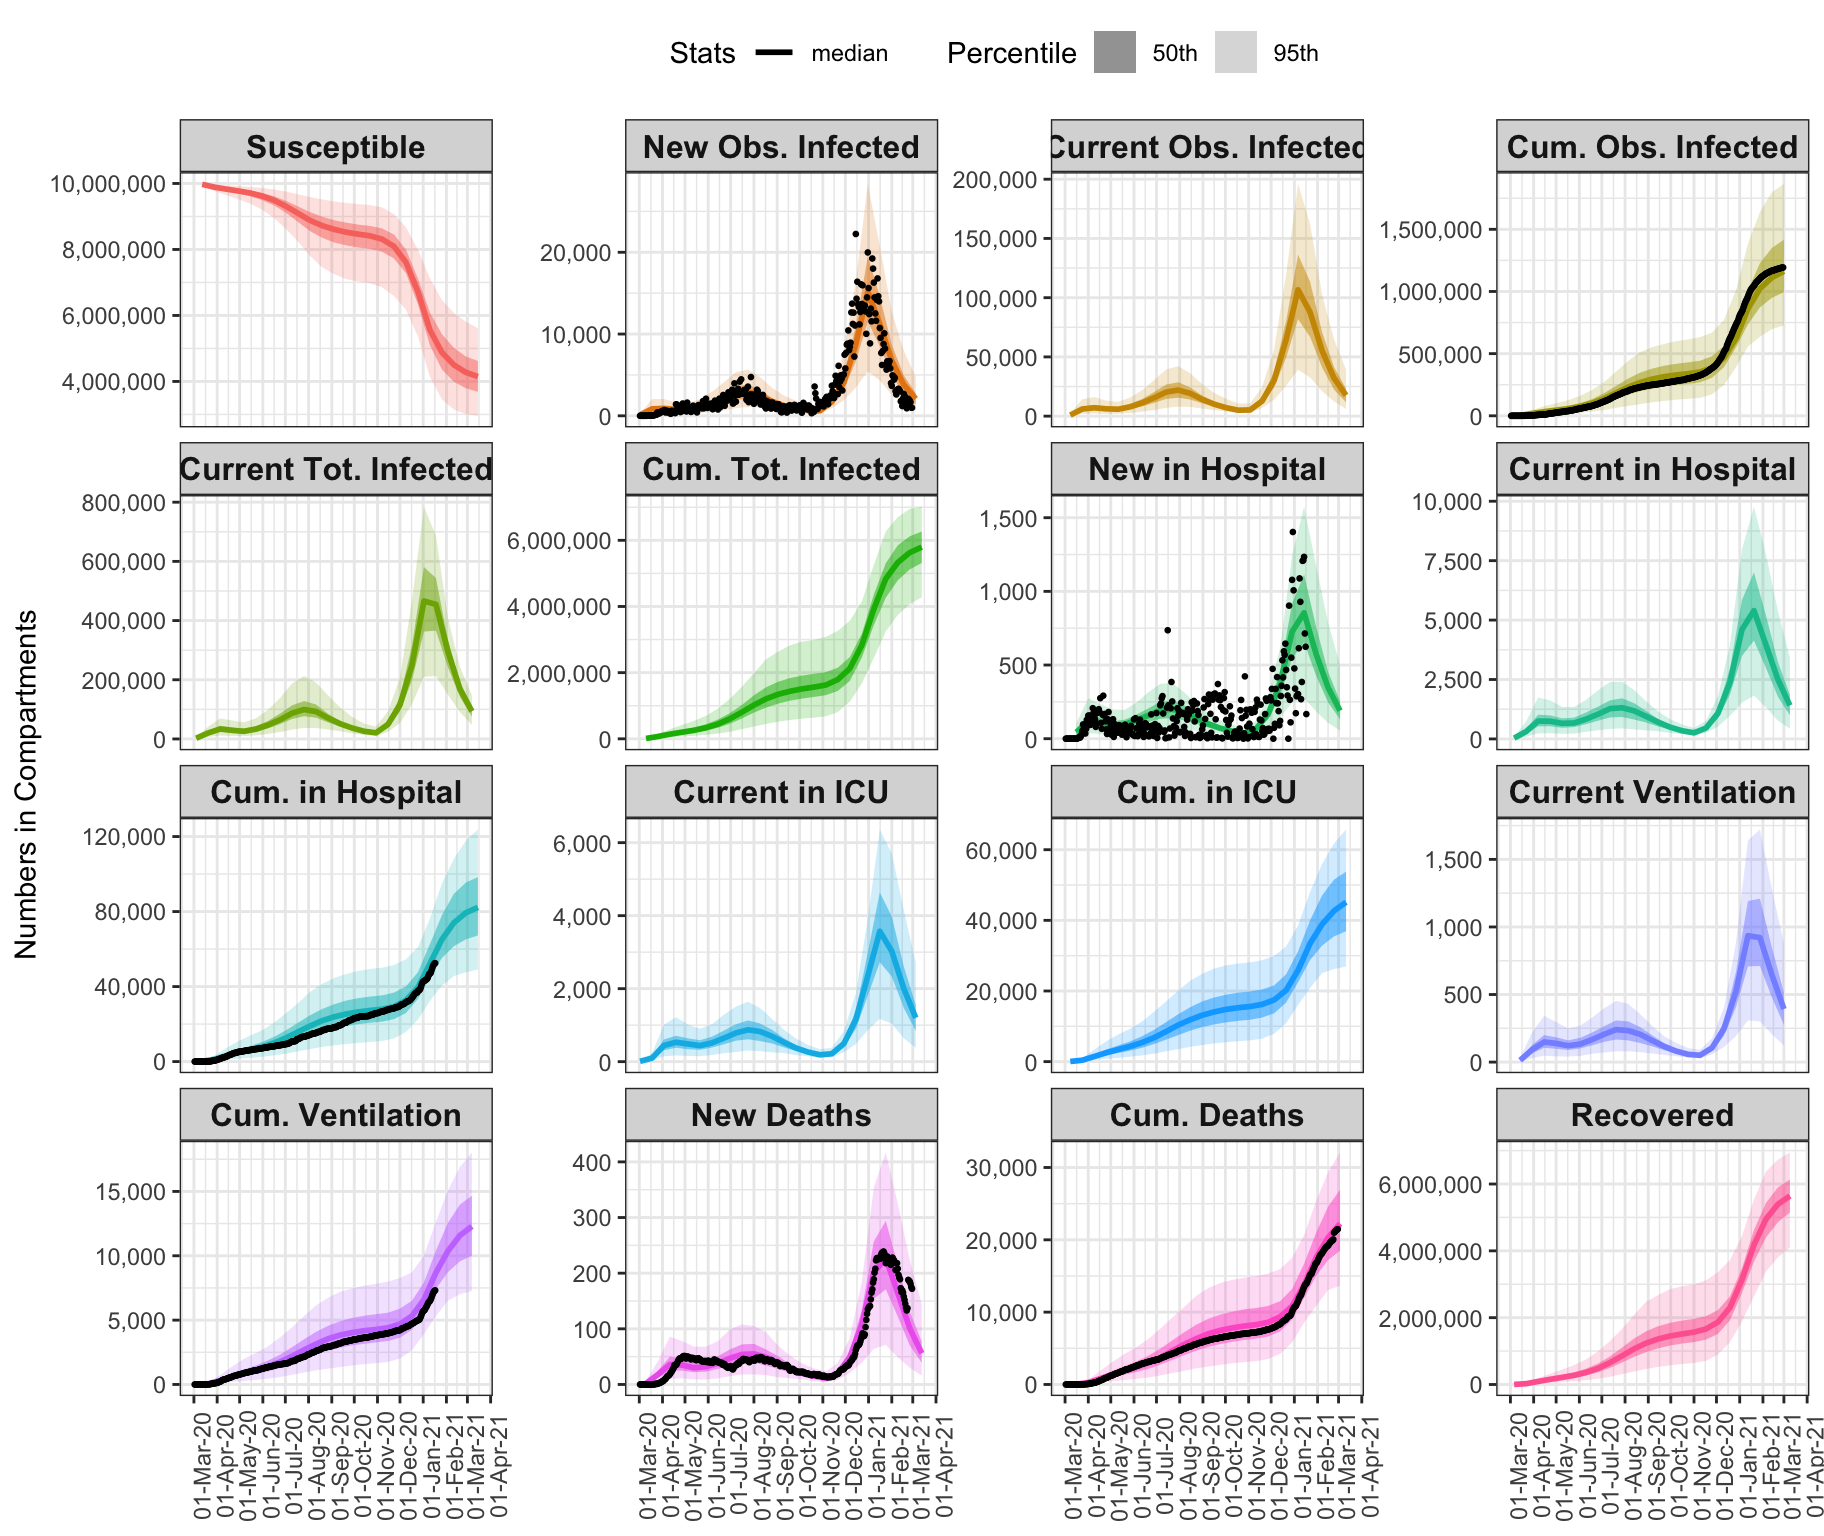 Stats median Percentile 50th 95th
Numbers in Compartments
Susceptible
10,000,000
8,000,000
6,000,000
4,000,000
New Obs. Infected
20,000
10,000
0
Current Obs. Infected
200,000
150,000
100,000
50,000
0
Cum. Obs. Infected
1,500,000
1,000,000
500,000
0
Current Tot. Infected
800,000
600,000
400,000
200,000
0
Cum. Tot. Infected
6,000,000
4,000,000
2,000,000
0
New in Hospital
1,500
1,000
500
0
Current in Hospital
10,000
7,500
5,000
2,500
0
Cum. in Hospital
120,000
80,000
40,000
0
Current in ICU
6,000
4,000
2,000
0
Cum. in ICU
60,000
40,000
20,000
0
Current Ventilation
1,500
1,000
500
0
Cum. Ventilation
15,000
10,000
5,000
0
New Deaths
400
300
200
100
0
Cum. Deaths
30,000
20,000
10,000
0
Recovered
6,000,000
4,000,000
2,000,000
0
01-Mar-20
01-Apr-20
01-May-20
01-Jun-20
01-Jul-20
01-Aug-20
01-Sep-20
01-Oct-20
01-Nov-20
01-Dec-20
01-Jan-21
01-Feb-21
01-Mar-21
01-Apr-21
01-Mar-20
01-Apr-20
01-May-20
01-Jun-20
01-Jul-20
01-Aug-20
01-Sep-20
01-Oct-20
01-Nov-20
01-Dec-20
01-Jan-21
01-Feb-21
01-Mar-21
01-Apr-21
01-Mar-20
01-Apr-20
01-May-20
01-Jun-20
01-Jul-20
01-Aug-20
01-Sep-20
01-Oct-20
01-Nov-20
01-Dec-20
01-Jan-21
01-Feb-21
01-Mar-21
01-Apr-21
01-Mar-20
01-Apr-20
01-May-20
01-Jun-20
01-Jul-20
01-Aug-20
01-Sep-20
01-Oct-20
01-Nov-20
01-Dec-20
01-Jan-21
01-Feb-21
01-Mar-21
01-Apr-21